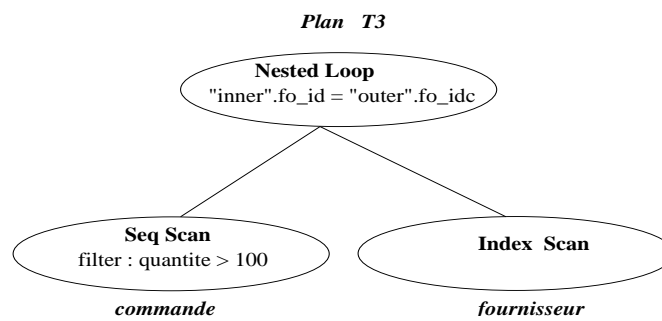 Plan T3
Nested Loop
"inner".fo_id = "outer".fo_idc
Seq Scan
filter : quantite > 100
Index Scan
commande
fournisseur